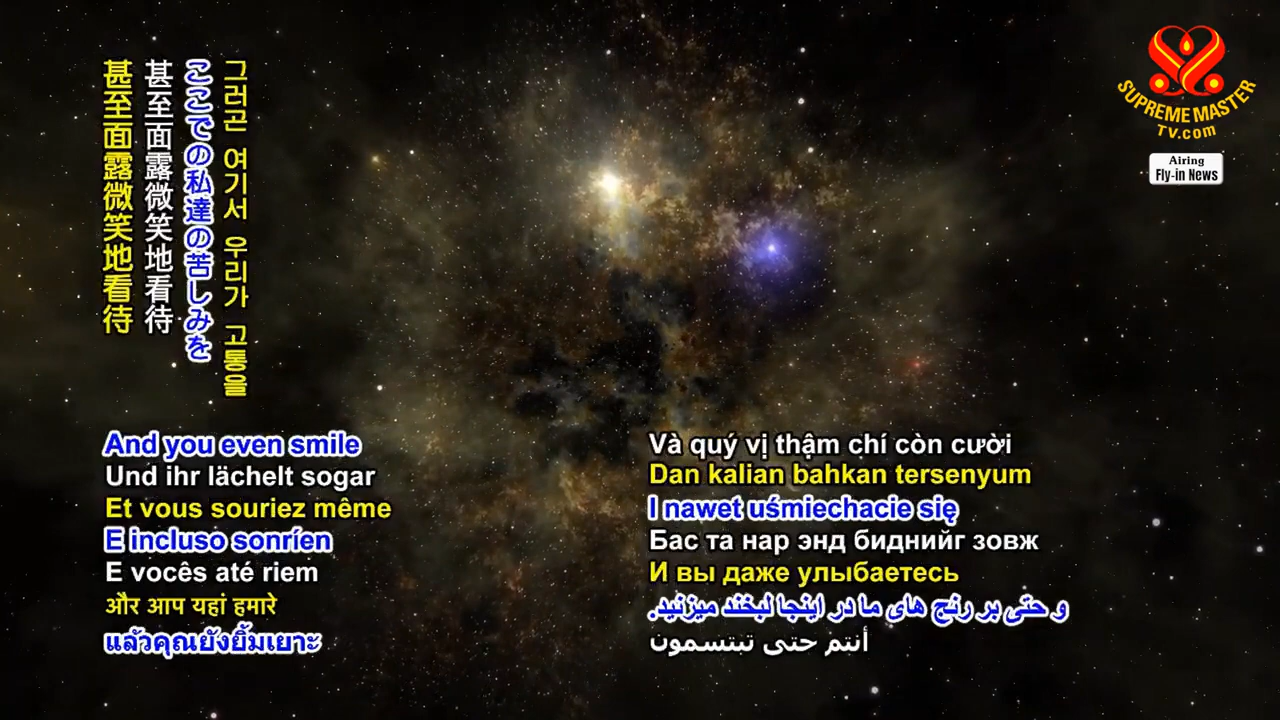 甚至面露微笑地看待
甚至面露微笑地看待
ここでの私達の苦しみを
그러곤 여기서 우리가 고통을
And you even smile
Und ihr lächelt sogar
Et vous souriez même
E incluso sonríen
E vocês até riem
और आप यहां हमारे
แล้วคุณยังยิ้มเยาะ
Và quý vị thậm chí còn cười
Dan kalian bahkan tersenyum
I nawet uśmiechacie się
Бас та нар энд биднийг зовж
И вы даже улыбаетесь
و حتی بر رنج های ما در اینجا لبخند میزنید.
أنتم حتى تبتسمون
SUPREME MASTER
TV.com
Airing
Fly-in News